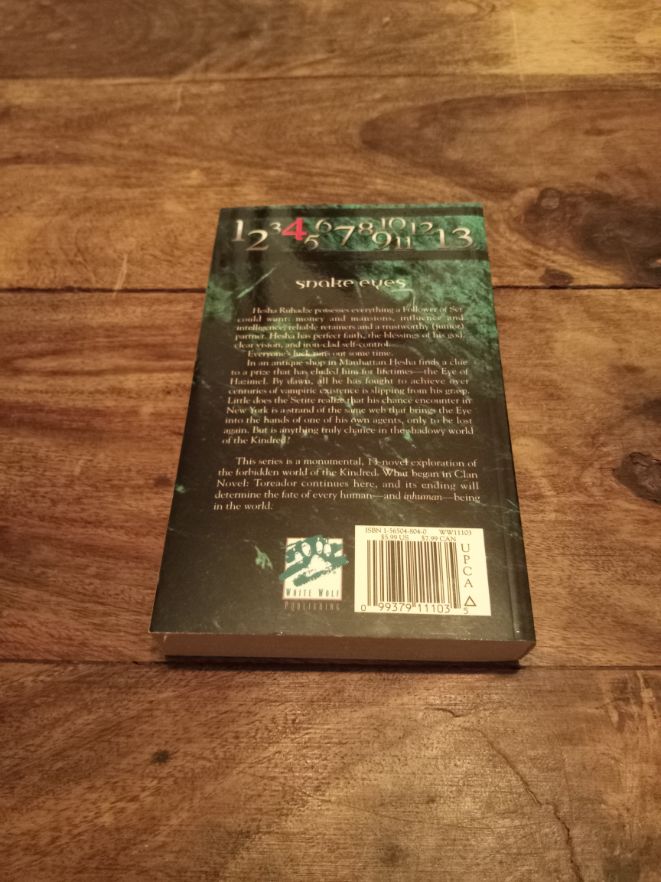 1 2 3 4 5 6 7 8 9 10 11 12 13
snake eyes
Hesha Ruhadze possesses everything a Follower of Set
could want: money and mansions, influence and
intelligence, reliable retainers and a trustworthy (junior)
partner. Hesha has perfect faith, the blessings of his god,
clear vision, and iron-clad self-control.
Everyone's luck runs out some time.
In an antique shop in Manhattan Hesha finds a clue
to a prize that has eluded him for lifetimes—the Eye of
Hazimel. By dawn, all he has fought to achieve over
centuries of vampiric existence is slipping from his grasp.
Little does the Setite realize that his chance encounter in
New York is a strand of the same web that brings the Eye
into the hands of one of his own agents, only to be lost
again. But is anything truly chance in the shadowy world
of the Kindred?
This series is a monumental, 13-novel exploration of
the forbidden world of the Kindred. What began in Clan
Novel: Toreador continues here, and its ending will
determine the fate of every human—and inhuman—being
in the world.
ISBN 1-56504-804-0 WW11103
$5.99 US $7.99 CAN
UPCA
0 99379 11103 5
White Wolf
Publishing